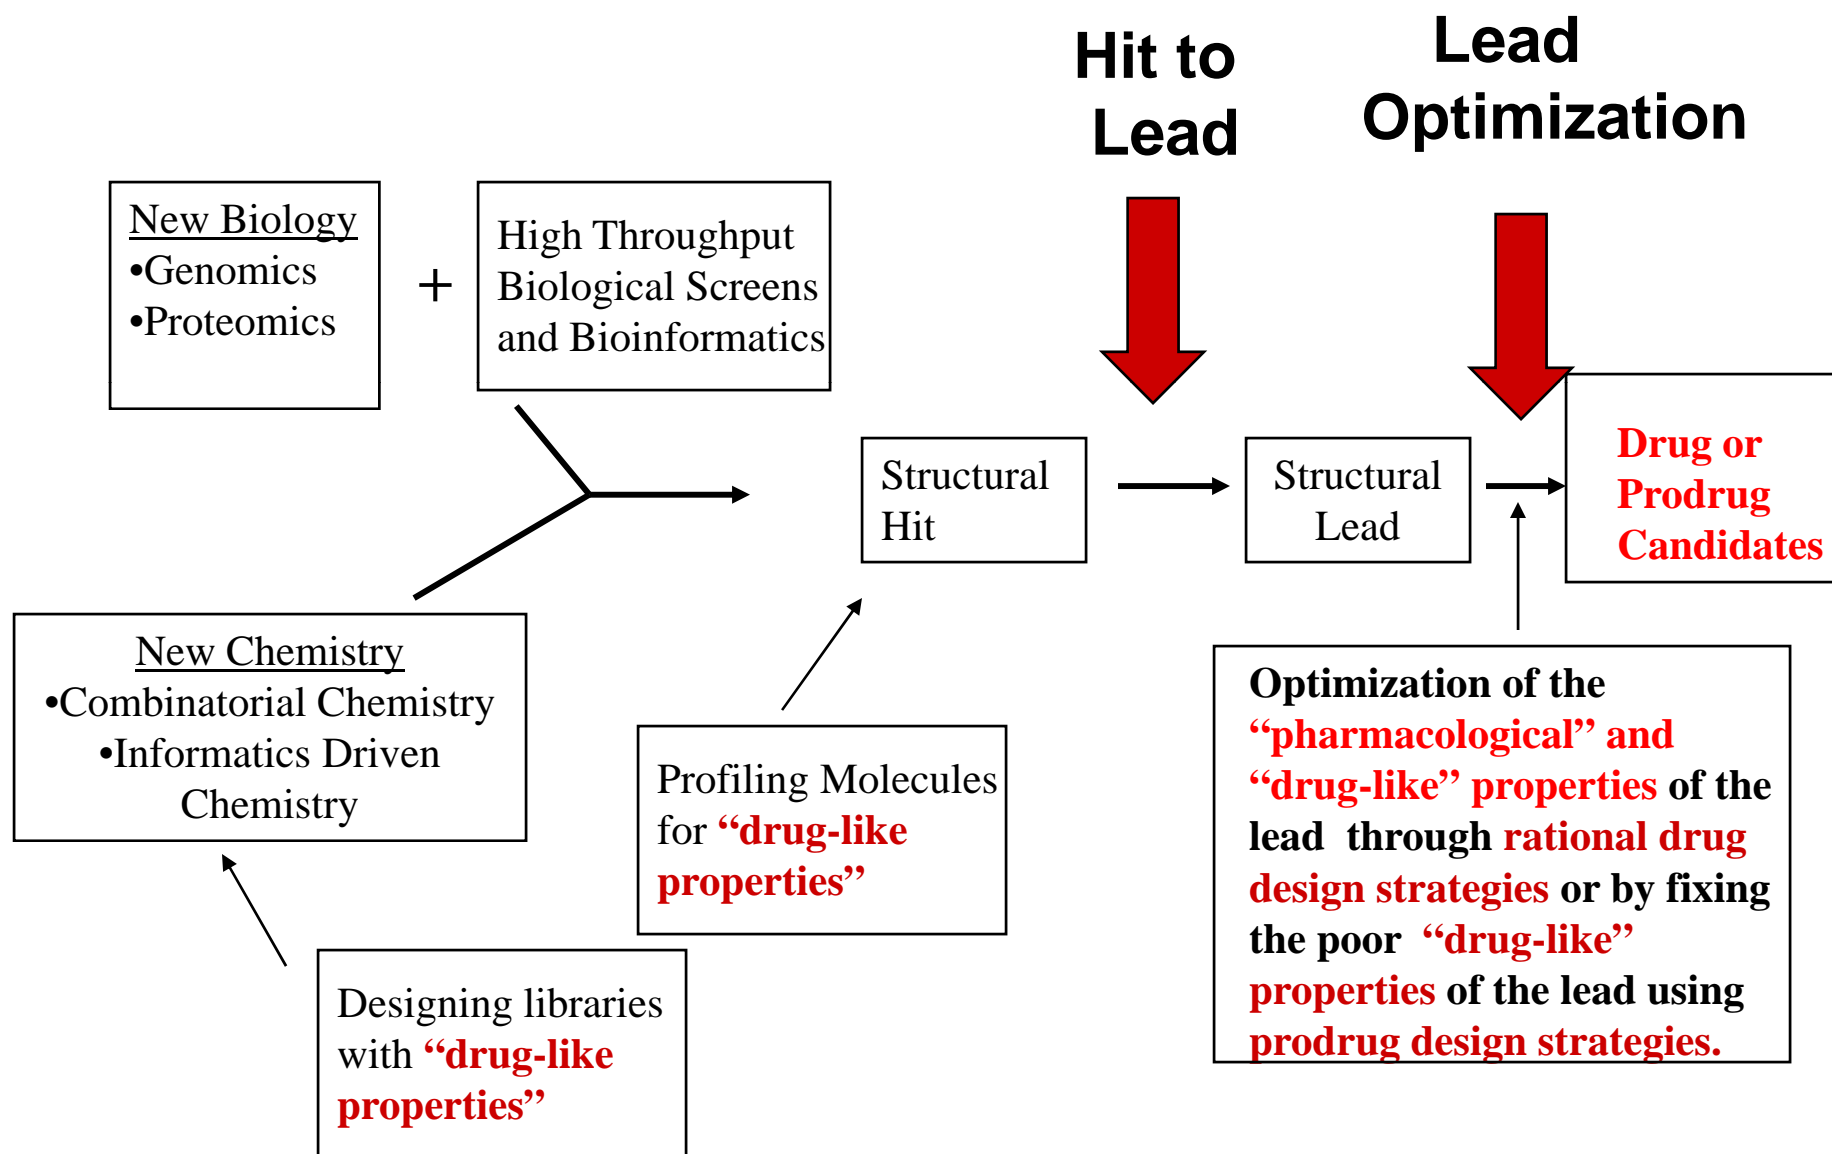 Hit to
Lead
Lead
Optimization
New Biology
•Genomics
•Proteomics
+
High Throughput
Biological Screens
and Bioinformatics
Structural
Hit
Structural
Lead
Drug or
Prodrug
Candidates
New Chemistry
•Combinatorial Chemistry
•Informatics Driven
Chemistry
Profiling Molecules
for “drug-like
properties”
Optimization of the
“pharmacological” and
“drug-like” properties of the
lead through rational drug
design strategies or by fixing
the poor “drug-like”
properties of the lead using
prodrug design strategies.
Designing libraries
with “drug-like
properties”